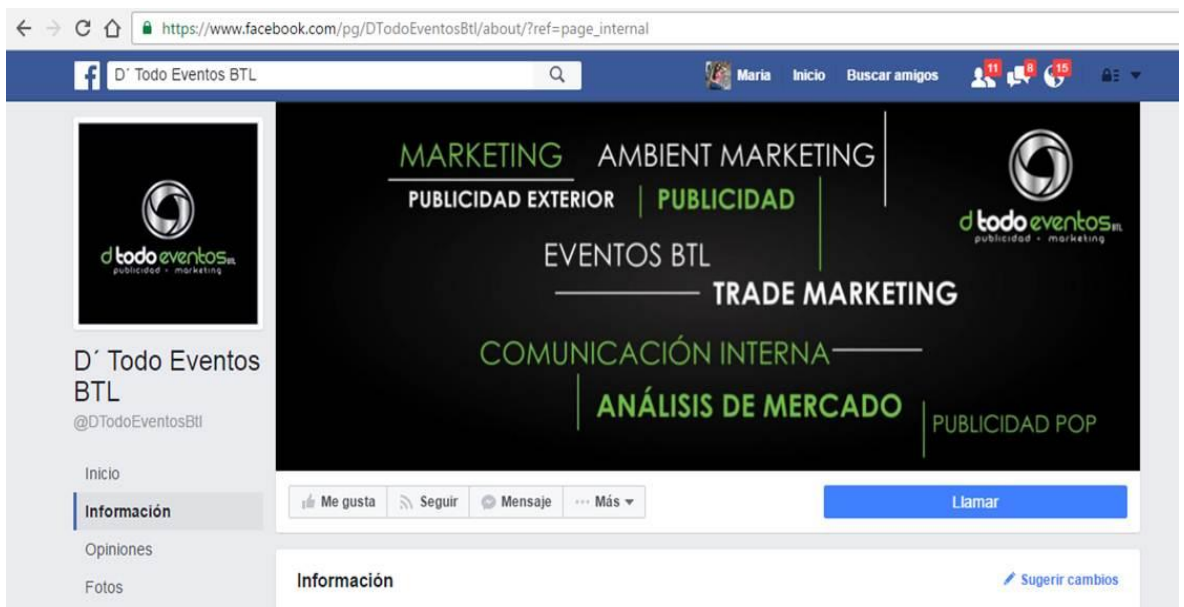 https://www.facebook.com/pg/DTodoEventosBtl/about/?ref=page_internal
f D´ Todo Eventos BTL Maria Inicio Buscar amigos 11 8 15
d todo eventos BTL
publicidad - marketing
MARKETING AMBIENT MARKETING
PUBLICIDAD EXTERIOR PUBLICIDAD
EVENTOS BTL
TRADE MARKETING
COMUNICACIÓN INTERNA
ANÁLISIS DE MERCADO
PUBLICIDAD POP
d todo eventos BTL
publicidad - marketing
D´ Todo Eventos
BTL
@DTodoEventosBtl
Inicio
Información
Opiniones
Fotos
Me gusta Seguir Mensaje ··· Más Llamar
Información Sugerir cambios